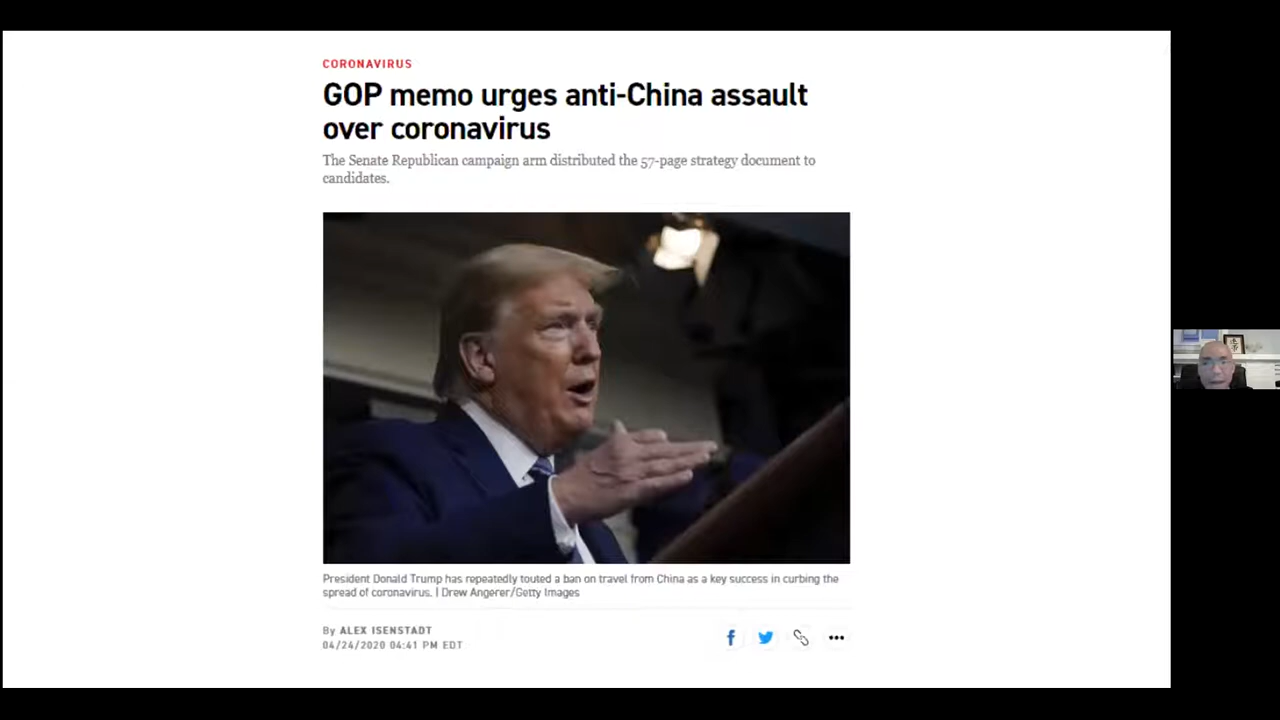 CORONAVIRUS
GOP memo urges anti-China assault
over coronavirus
The Senate Republican campaign arm distributed the 57-page strategy document to
candidates.
President Donald Trump has repeatedly touted a ban on travel from China as a key success in curbing the
spread of coronavirus. | Drew Angerer/Getty Images
By ALEX ISENSTADT
04/24/2020 04:41 PM EDT